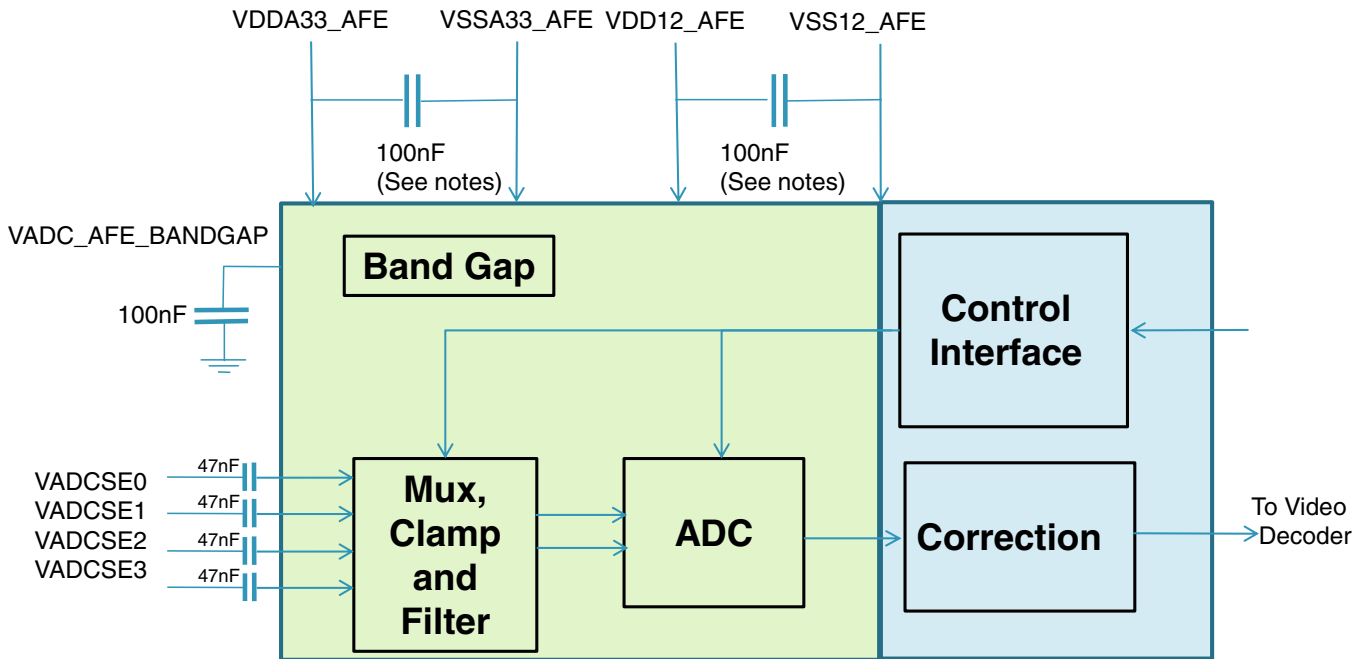 VDDA33_AFE
VSSA33_AFE
VDD12_AFE
VSS12_AFE
100nF
(See notes)
100nF
(See notes)
VADC_AFE_BANDGAP
100nF
Band Gap
Control
Interface
VADCSE0
47nF
VADCSE1
47nF
VADCSE2
47nF
VADCSE3
47nF
Mux,
Clamp
and
Filter
ADC
Correction
To Video
Decoder